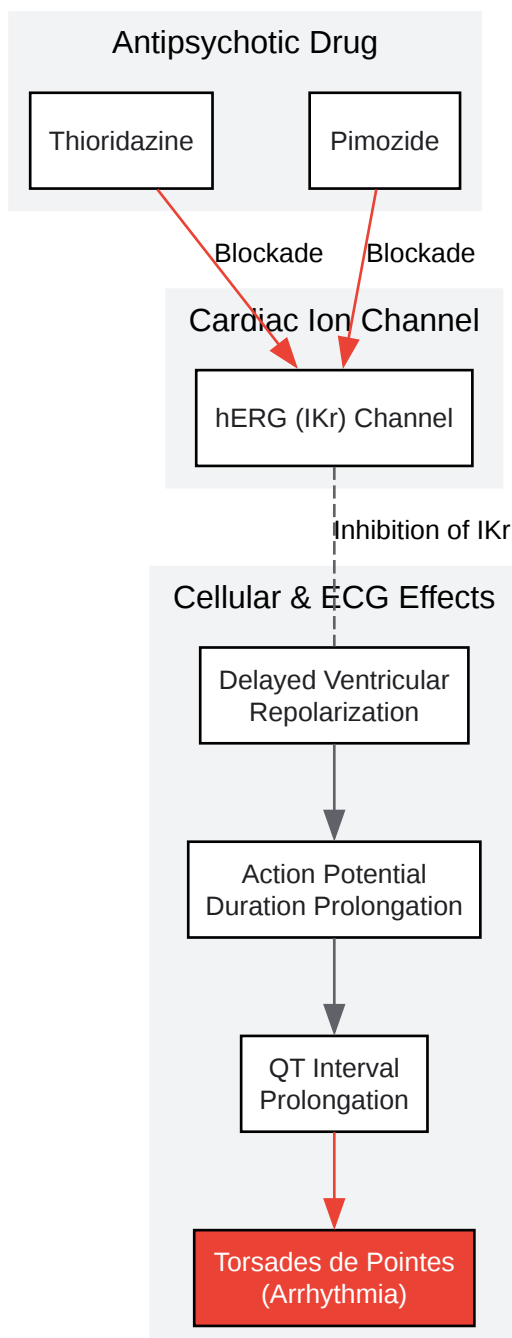 Antipsychotic Drug
Thioridazine
Pimozide
Blockade
Blockade
Cardiac Ion Channel
hERG (IKr) Channel
Inhibition of IKr
Cellular & ECG Effects
Delayed Ventricular
Repolarization
Action Potential
Duration Prolongation
QT Interval
Prolongation
Torsades de Pointes
(Arrhythmia)